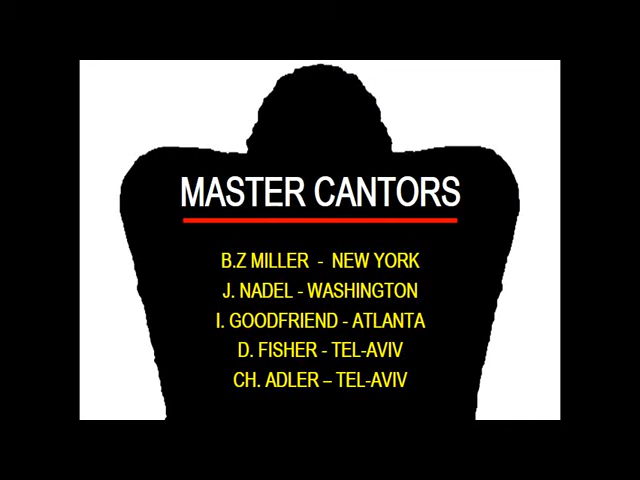 MASTER CANTORS
B.Z MILLER - NEW YORK
J. NADEL - WASHINGTON
I. GOODFRIEND - ATLANTA
D. FISHER - TEL-AVIV
CH. ADLER – TEL-AVIV